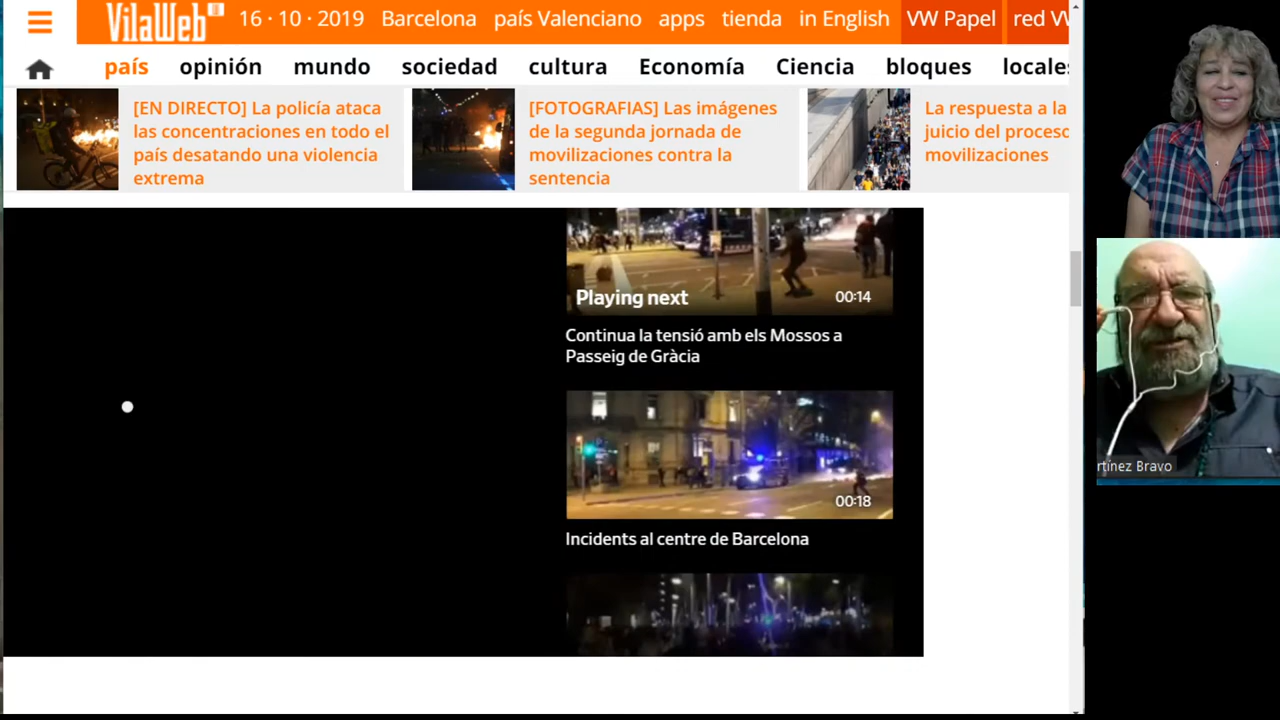 VilaWeb
16 · 10 · 2019 Barcelona país Valenciano apps tienda in English VW Papel red VW
país opinión mundo sociedad cultura Economía Ciencia bloques locales
[EN DIRECTO] La policía ataca
las concentraciones en todo el
país desatando una violencia
extrema
[FOTOGRAFIAS] Las imágenes
de la segunda jornada de
movilizaciones contra la
sentencia
La respuesta a la
juicio del proceso
movilizaciones
Playing next
00:14
Continua la tensió amb els Mossos a
Passeig de Gràcia
00:18
Incidents al centre de Barcelona
rtínez Bravo